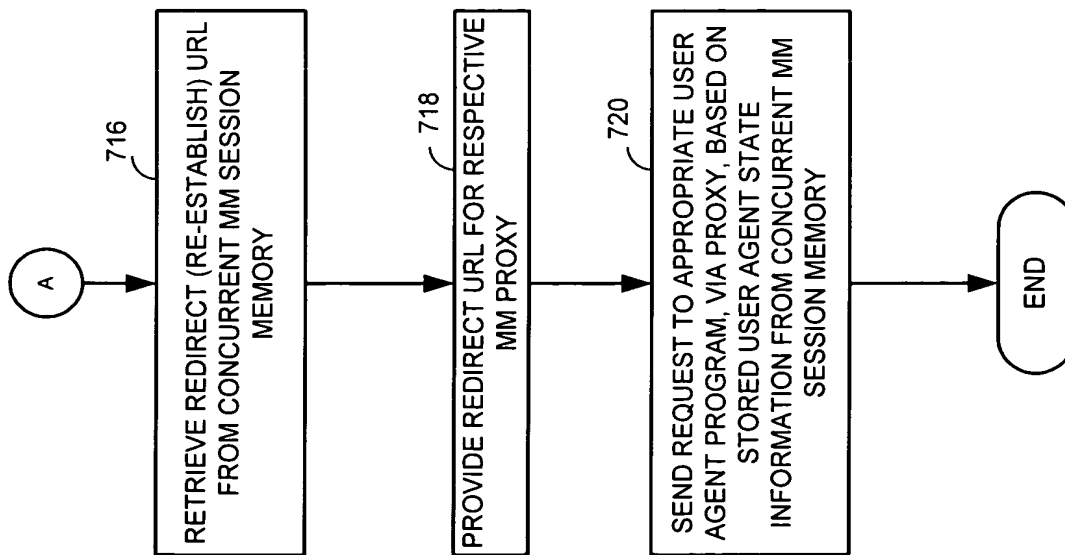 A
716
RETRIEVE REDIRECT (RE-ESTABLISH) URL
FROM CONCURRENT MM SESSION
MEMORY
718
PROVIDE REDIRECT URL FOR RESPECTIVE
MM PROXY
720
SEND REQUEST TO APPROPRIATE USER
AGENT PROGRAM, VIA PROXY, BASED ON
STORED USER AGENT STATE
INFORMATION FROM CONCURRENT MM
SESSION MEMORY
END